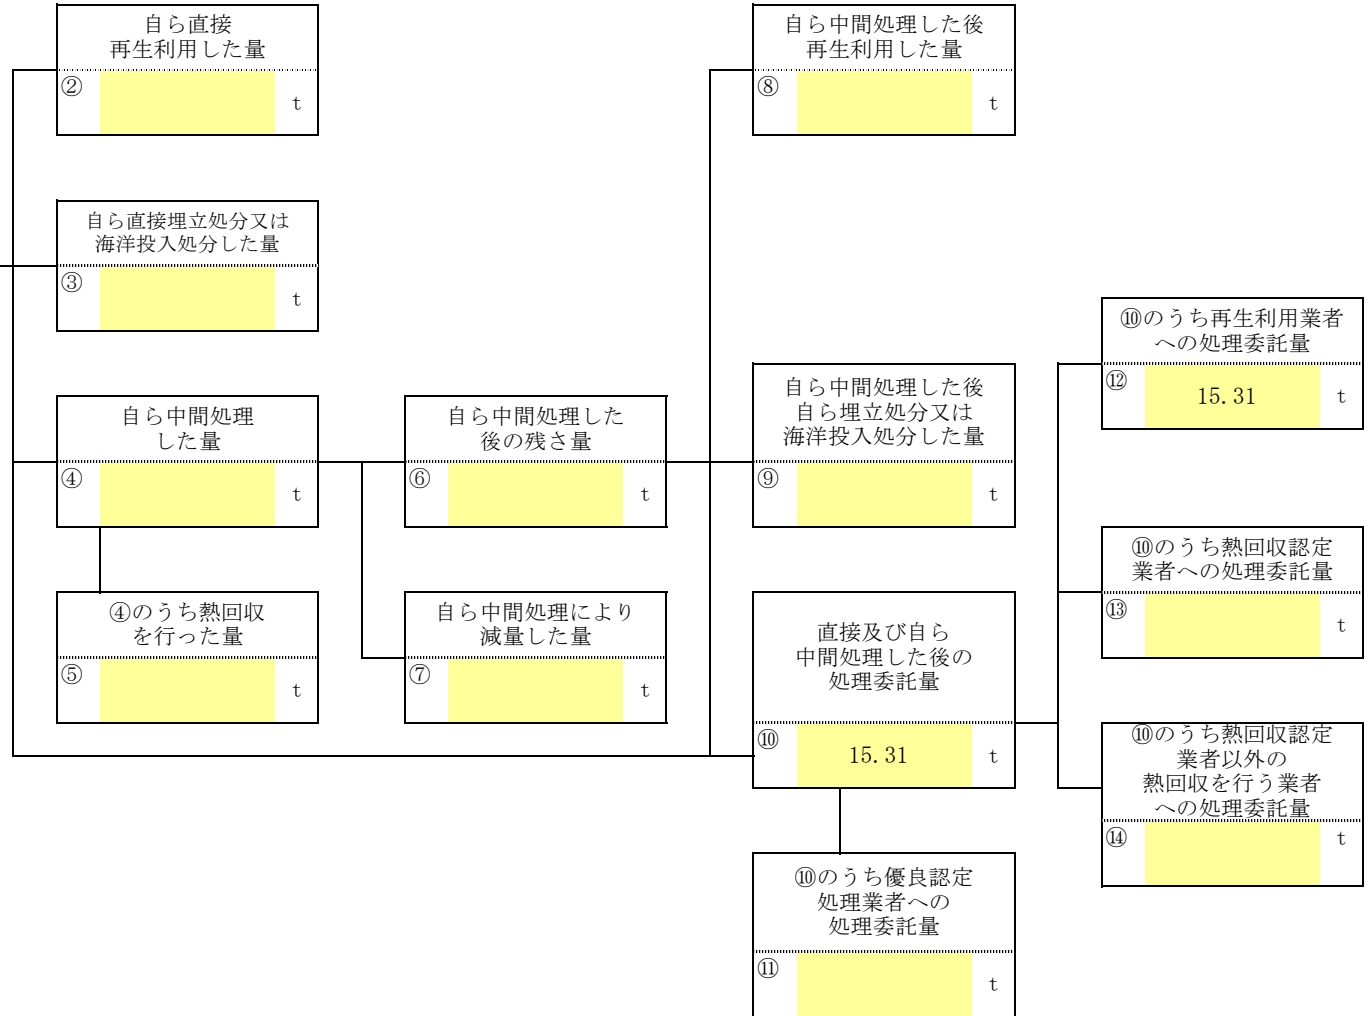 自ら直接
再生利用した量
②
t
自ら中間処理した後
再生利用した量
⑧
t
自ら直接埋立処分又は
海洋投入処分した量
③
t
⑩のうち再生利用業者
への処理委託量
⑫
15.31
t
自ら中間処理
した量
④
t
自ら中間処理した
後の残さ量
⑥
t
自ら中間処理した後
自ら埋立処分又は
海洋投入処分した量
⑨
t
⑩のうち熱回収認定
業者への処理委託量
⑬
t
④のうち熱回収
を行った量
⑤
t
自ら中間処理により
減量した量
⑦
t
直接及び自ら
中間処理した後の
処理委託量
⑩
15.31
t
⑩のうち熱回収認定
業者以外の
熱回収を行う業者
への処理委託量
⑭
t
⑩のうち優良認定
処理業者への
処理委託量
⑪
t